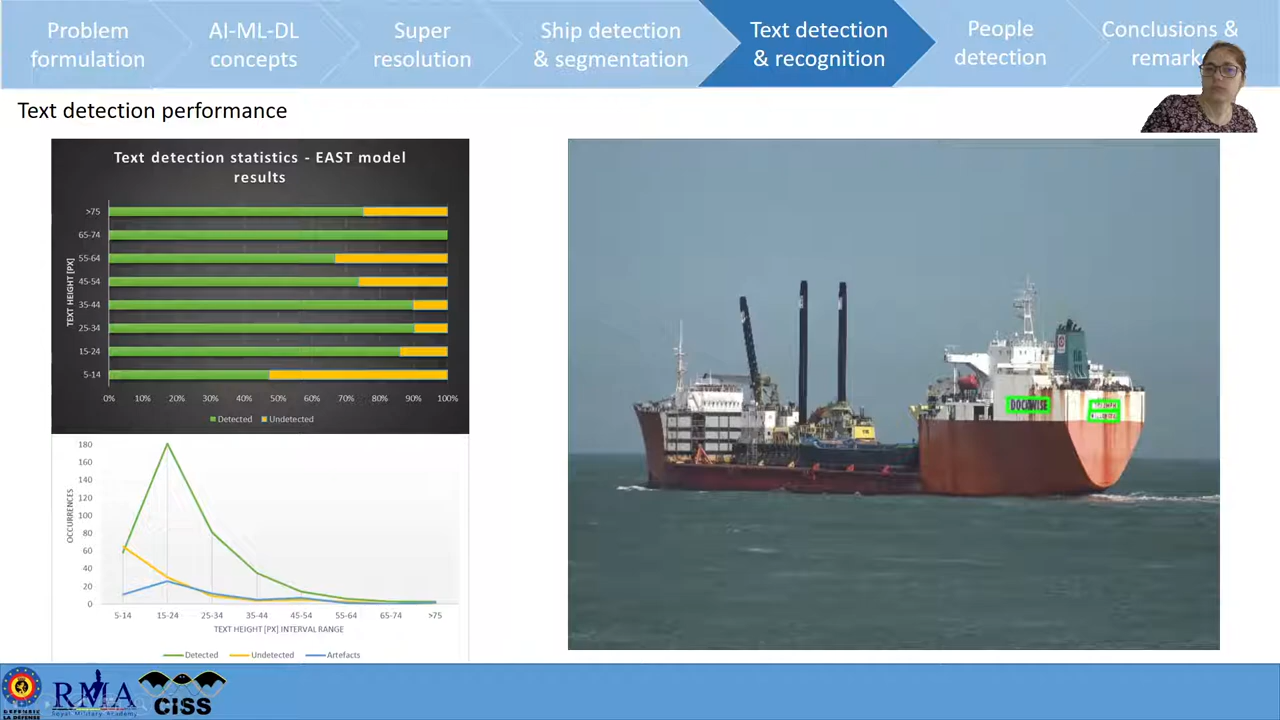 Problem
formulation
AI-ML-DL
concepts
Super
resolution
Ship detection
& segmentation
Text detection
& recognition
People
detection
Conclusions &
Text detection performance
Text detection statistics - EAST model
results
TEXT HEIGHT [PX]
>75
65-74
55-64
45-54
35-44
25-34
15-24
5-14
0% 10% 20% 30% 40% 50% 60% 70% 80% 90% 100%
Detected Undetected
OCCURRENCES
180
160
140
120
100
80
60
40
20
0
5-14 15-24 25-34 35-44 45-54 55-64 65-74 >75
TEXT HEIGHT [PX] INTERVAL RANGE
Detected Undetected Artefacts
DOCKWISE
DEFENSIE
LA DEFENSE
RMA
Royal Military Academy
CISS